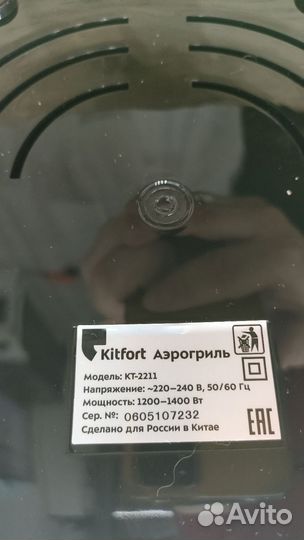 Kitfort Аэрогриль
Модель: KT-2211
Напряжение: ~220–240 В, 50/60 Гц
Мощность: 1200–1400 Вт
Сер. №: 0605107232
Сделано для России в Китае
EAC
Avito